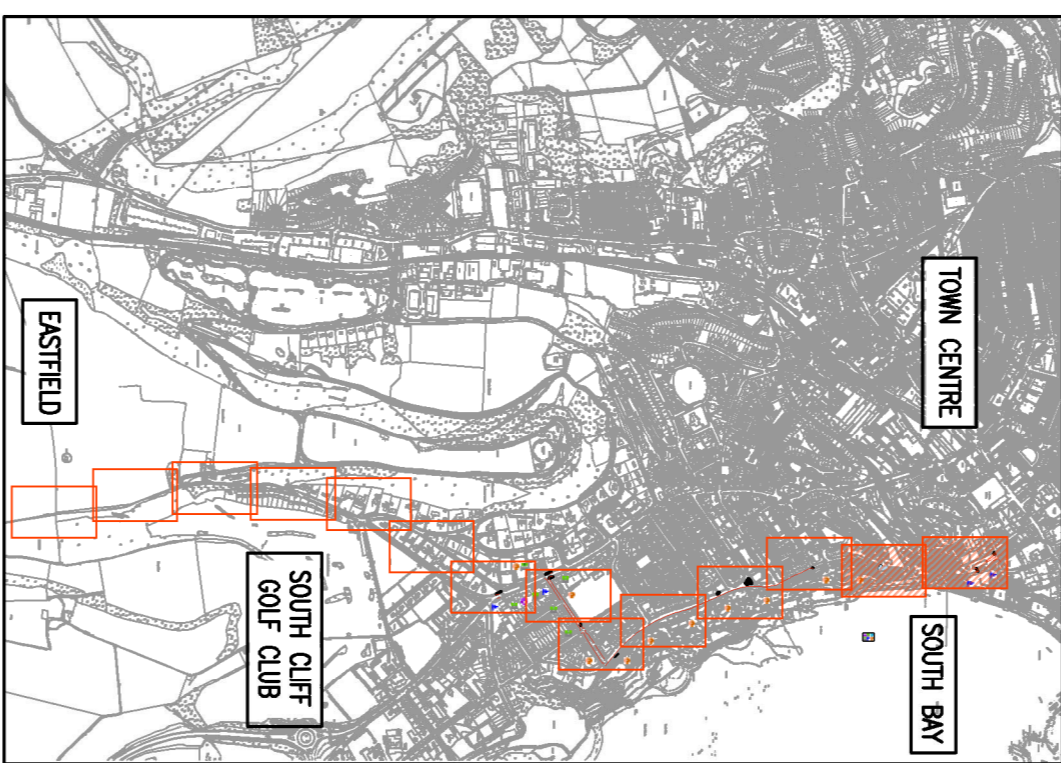 TOWN CENTRE
SOUTH BAY
SOUTH CLIFF
GOLF CLUB
EASTFIELD